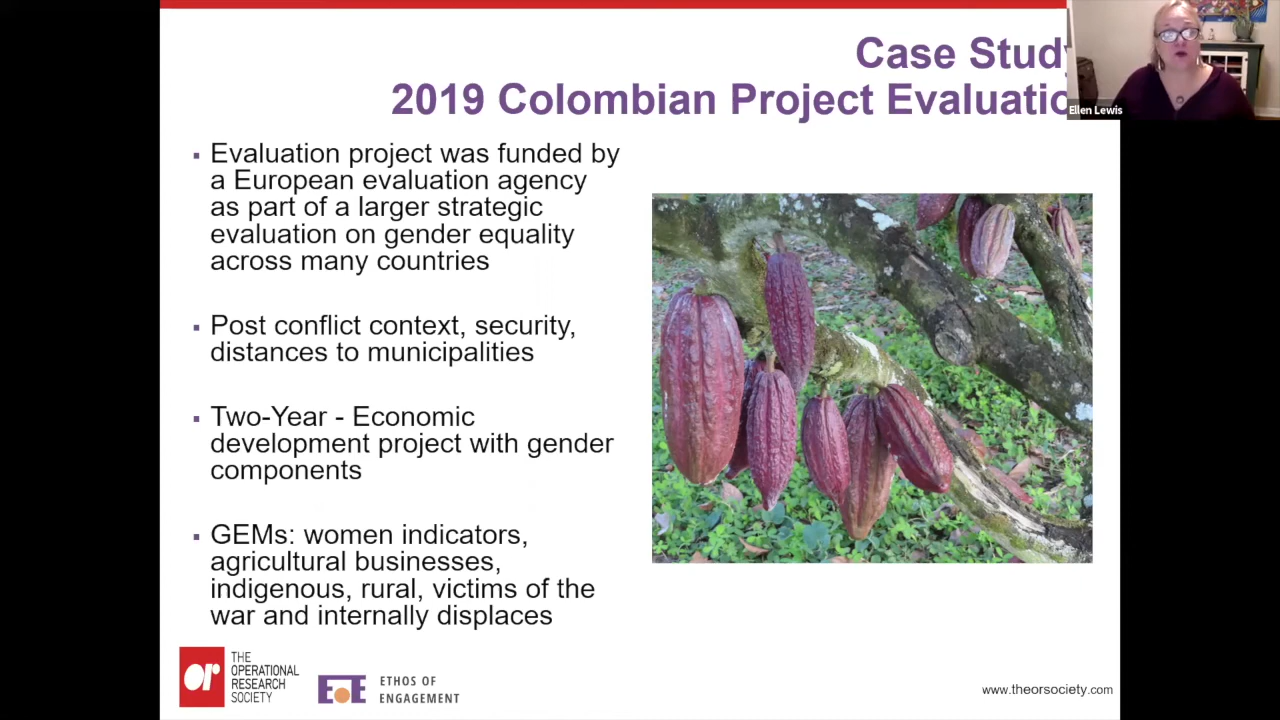 Case Study
2019 Colombian Project Evaluatio
Ellen Lewis
▪ Evaluation project was funded by
a European evaluation agency
as part of a larger strategic
evaluation on gender equality
across many countries
▪ Post conflict context, security,
distances to municipalities
▪ Two-Year - Economic
development project with gender
components
▪ GEMs: women indicators,
agricultural businesses,
indigenous, rural, victims of the
war and internally displaces
or
THE
OPERATIONAL
RESEARCH
SOCIETY
EOE
ETHOS OF
ENGAGEMENT
www.theorsociety.com